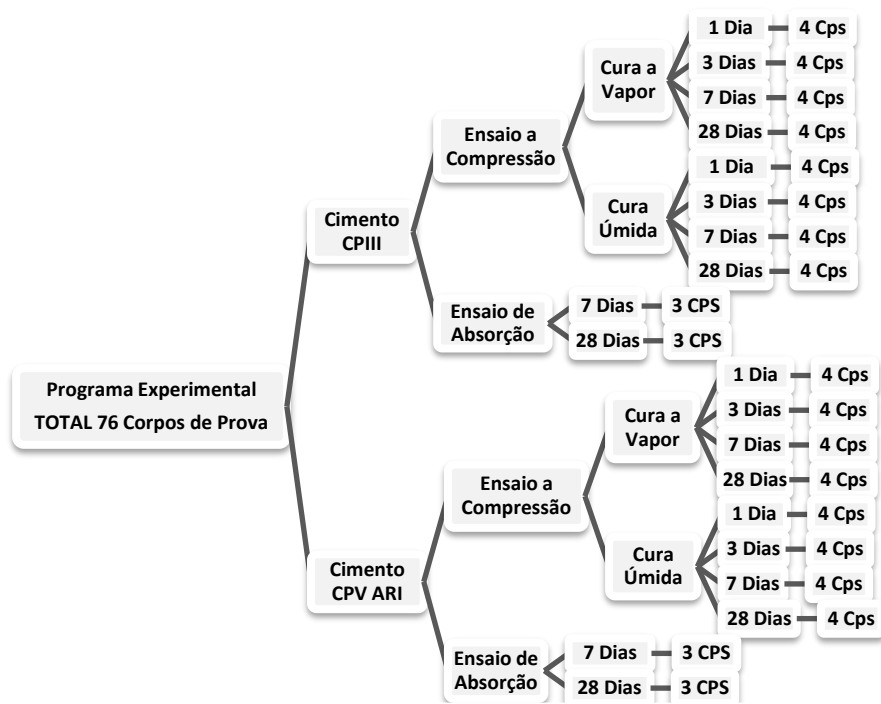 Programa Experimental
TOTAL 76 Corpos de Prova
Cimento
CPIII
Ensaio a
Compressão
Cura a
Vapor
1 Dia 4 Cps
3 Dias 4 Cps
7 Dias 4 Cps
28 Dias 4 Cps
Cura
Úmida
1 Dia 4 Cps
3 Dias 4 Cps
7 Dias 4 Cps
28 Dias 4 Cps
Ensaio de
Absorção
7 Dias 3 CPS
28 Dias 3 CPS
Cimento
CPV ARI
Ensaio a
Compressão
Cura a
Vapor
1 Dia 4 Cps
3 Dias 4 Cps
7 Dias 4 Cps
28 Dias 4 Cps
Cura
Úmida
1 Dia 4 Cps
3 Dias 4 Cps
7 Dias 4 Cps
28 Dias 4 Cps
Ensaio de
Absorção
7 Dias 3 CPS
28 Dias 3 CPS